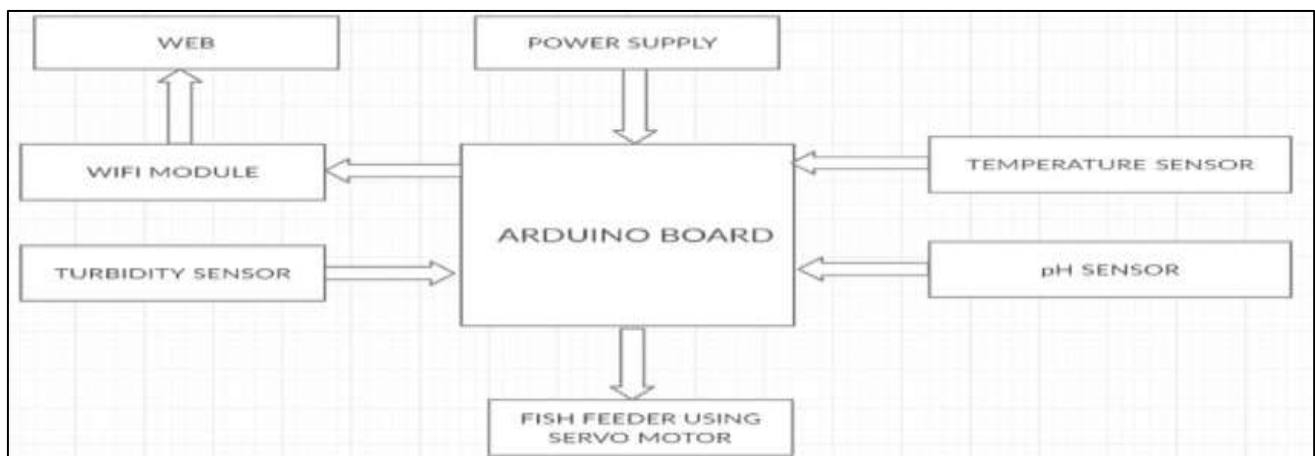 WEB
POWER SUPPLY
WIFI MODULE
TEMPERATURE SENSOR
ARDUINO BOARD
TURBIDITY SENSOR
pH SENSOR
FISH FEEDER USING
SERVO MOTOR